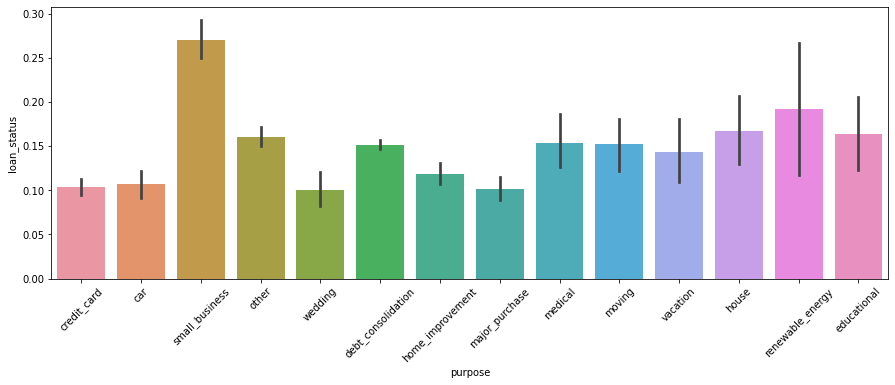 0.30
0.25
0.20
0.15
0.10
0.05
0.00
loan_status
credit_card
car
small_business
other
wedding
debt_consolidation
home_improvement
major_purchase
medical
moving
vacation
house
renewable_energy
educational
purpose